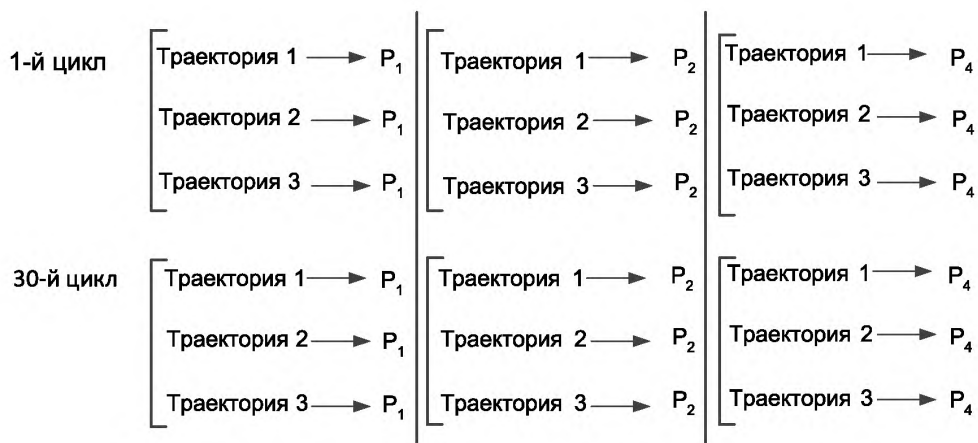 1-й цикл Траектория 1 P1 Траектория 1 P2 Траектория 1 P4
Траектория 2 P1 Траектория 2 P2 Траектория 2 P4
Траектория 3 P1 Траектория 3 P2 Траектория 3 P4
30-й цикл Траектория 1 P1 Траектория 1 P2 Траектория 1 P4
Траектория 2 P1 Траектория 2 P2 Траектория 2 P4
Траектория 3 P1 Траектория 3 P2 Траектория 3 P4